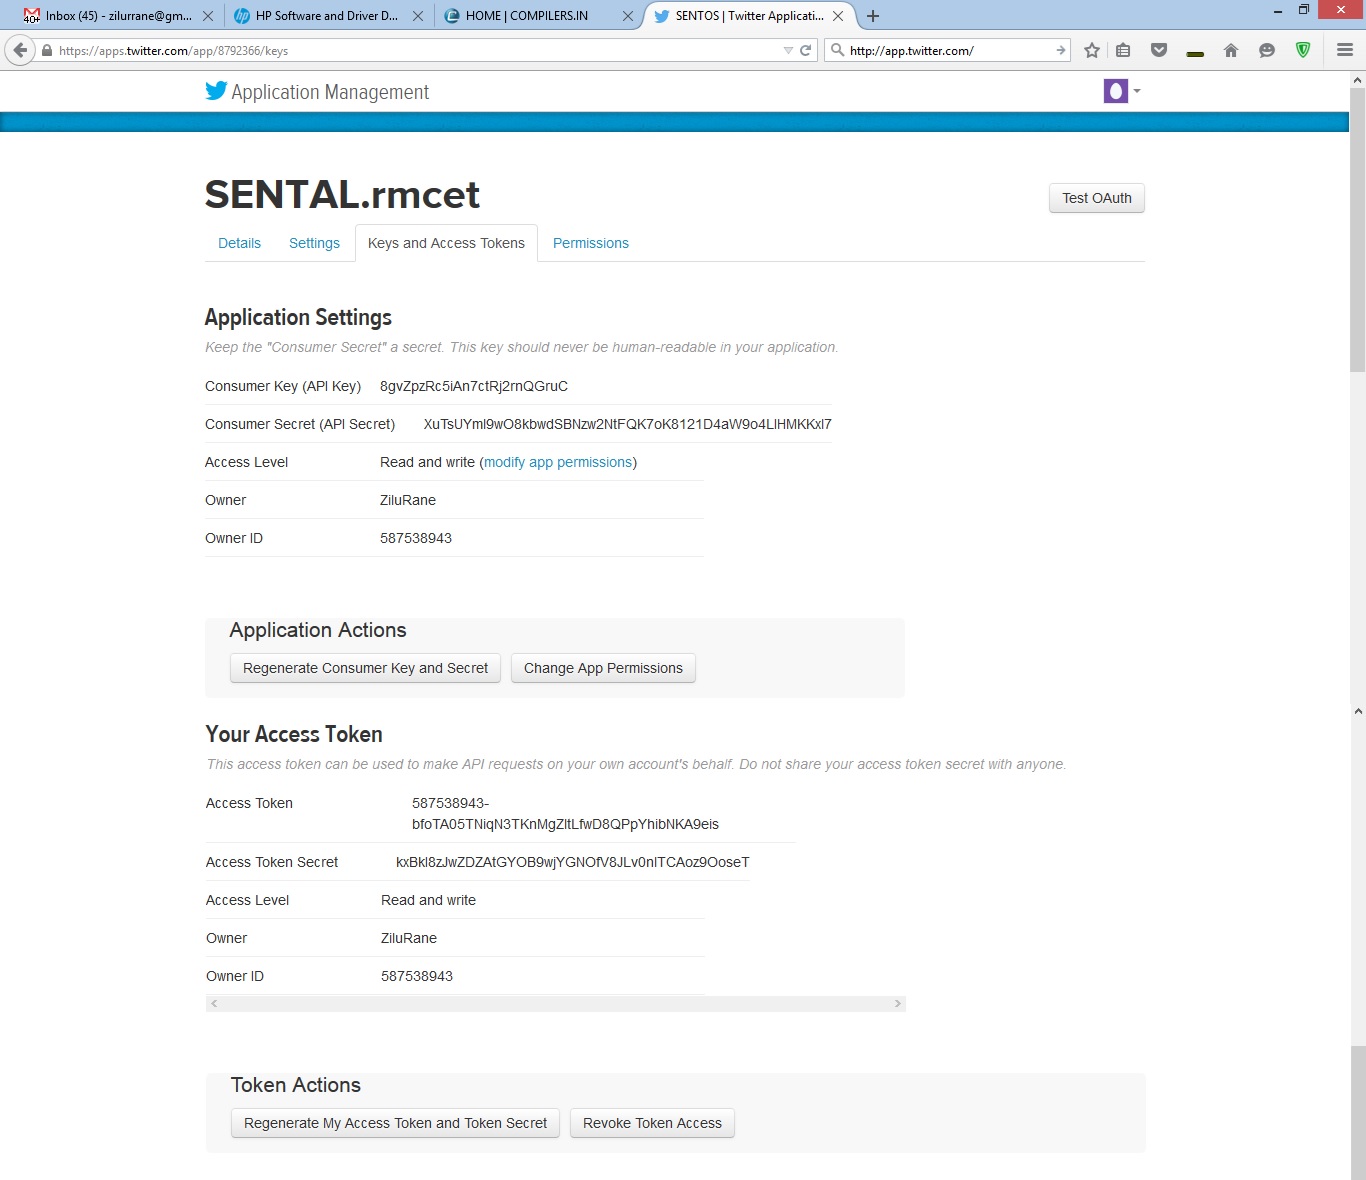 40+ Inbox (45) - zilurrane@gm...
HP Software and Driver D...
HOME | COMPILERS.IN
SENTOS | Twitter Applicati...
https://apps.twitter.com/app/8792366/keys
http://app.twitter.com/
Application Management
SENTAL.rmcet
Test OAuth
Details Settings Keys and Access Tokens Permissions
Application Settings
Keep the "Consumer Secret" a secret. This key should never be human-readable in your application.
Consumer Key (API Key) 8gvZpzRc5iAn7ctRj2rnQGruC
Consumer Secret (API Secret)
Access Level Read and write (modify app permissions)
Owner ZiluRane
Owner ID 587538943
Application Actions
Regenerate Consumer Key and Secret Change App Permissions
Your Access Token
This access token can be used to make API requests on your own account's behalf. Do not share your access token secret with anyone.
Access Token 587538943-
Access Token Secret
Access Level Read and write
Owner ZiluRane
Owner ID 587538943
Token Actions
Regenerate My Access Token and Token Secret Revoke Token Access